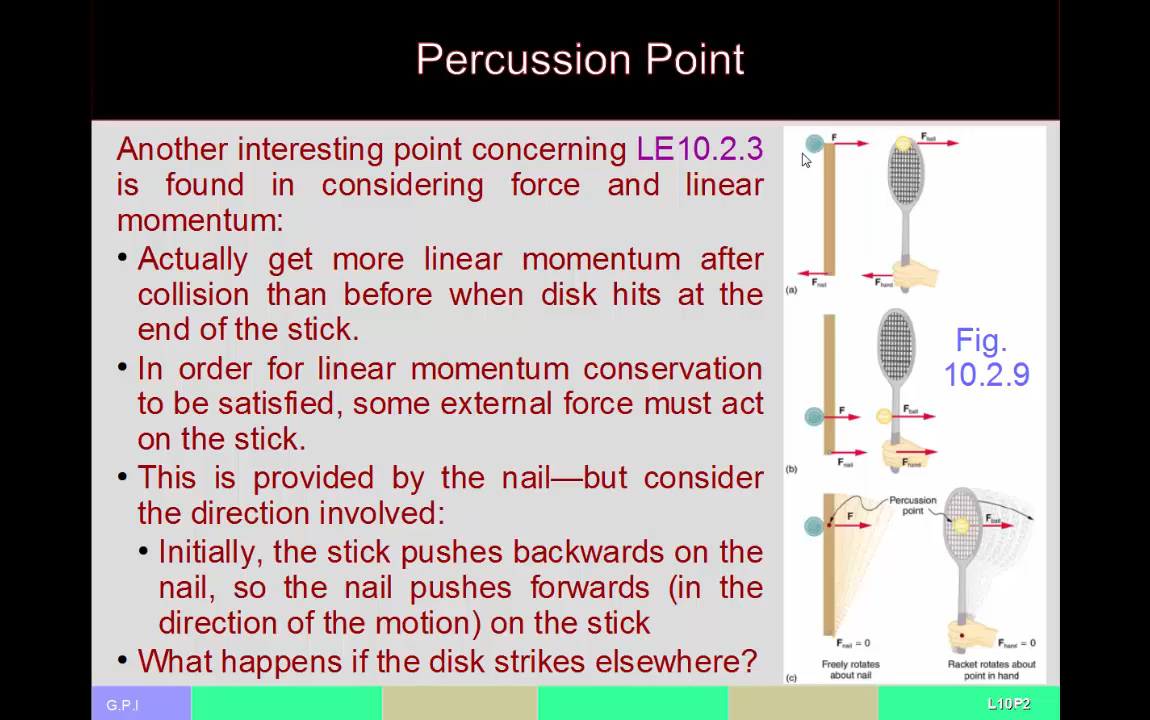 Percussion Point
Another interesting point concerning LE10.2.3
is found in considering force and linear
momentum:
• Actually get more linear momentum after
collision than before when disk hits at the
end of the stick.
• In order for linear momentum conservation
to be satisfied, some external force must act
on the stick.
• This is provided by the nail—but consider
the direction involved:
• Initially, the stick pushes backwards on the
nail, so the nail pushes forwards (in the
direction of the motion) on the stick
• What happens if the disk strikes elsewhere?
F
Fball
Fnail
Fhand
(a)
Fig.
10.2.9
F
Fball
Fnail
Fhand
(b)
Percussion
point
F
Fball
Fnail = 0
Fhand = 0
Freely rotates
about nail
Racket rotates about
point in hand
(c)
G.P.I
L10P2